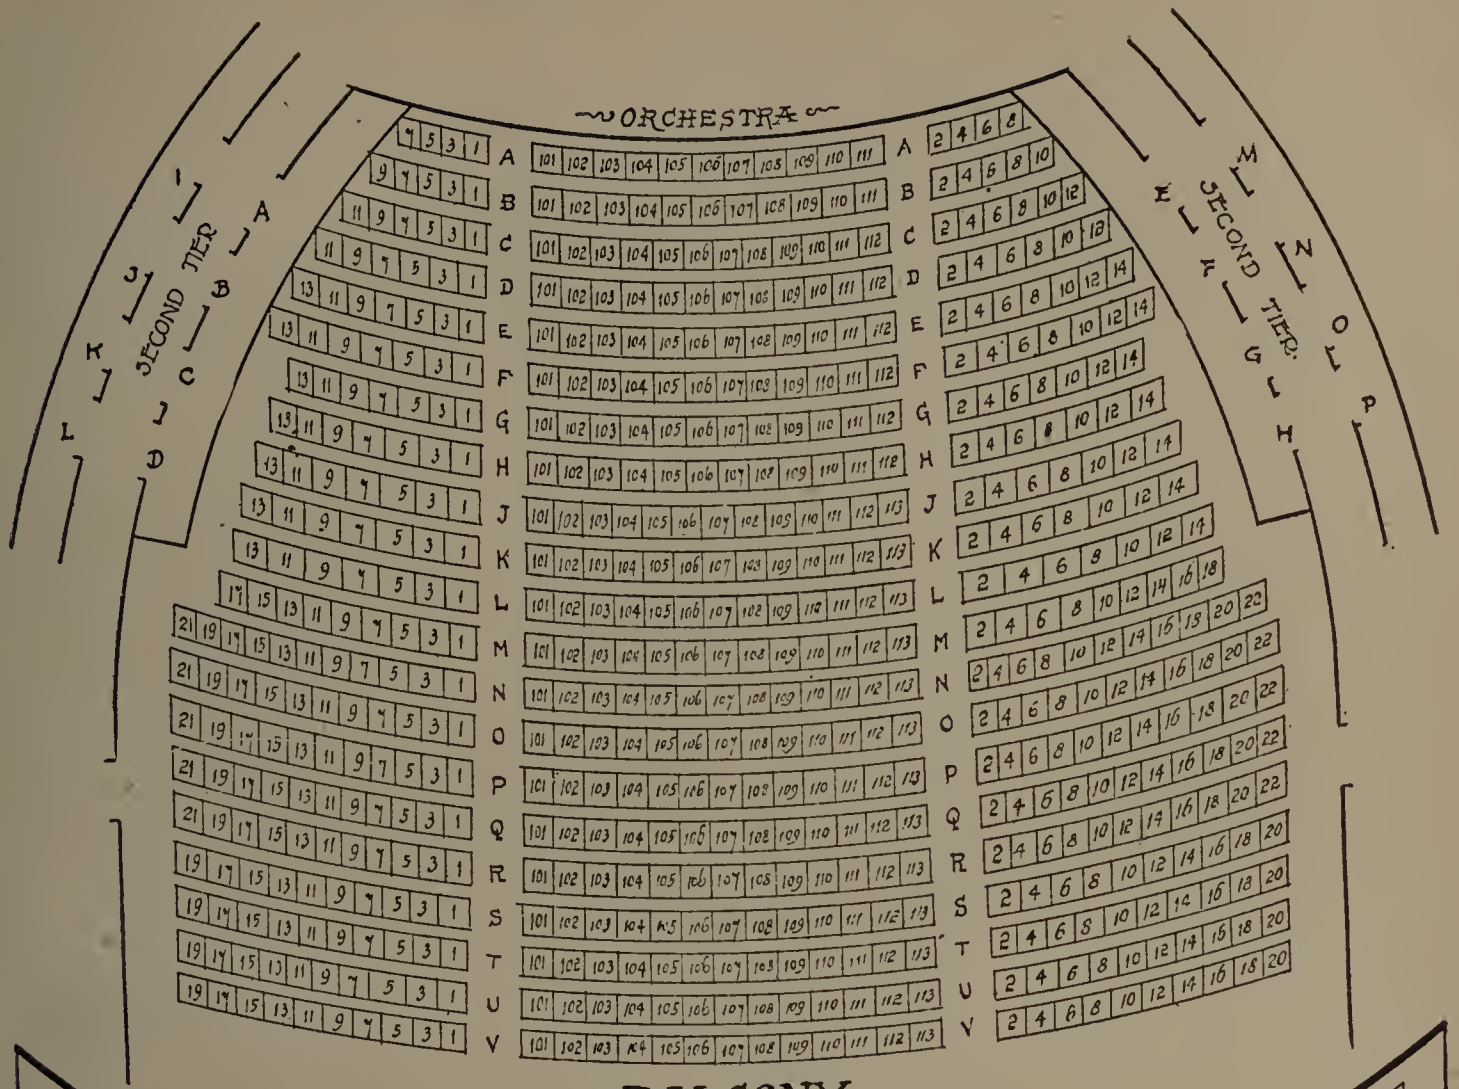 ORCHESTRA
7 5 3 1 A 101 102 103 104 105 106 107 108 109 110 111 A 2 4 6 8
9 7 5 3 1 B 101 102 103 104 105 106 107 108 109 110 111 B 2 4 6 8 10
11 9 7 5 3 1 C 101 102 103 104 105 106 107 108 109 110 111 112 C 2 4 6 8 10 12
11 9 7 5 3 1 D 101 102 103 104 105 106 107 108 109 110 111 112 D 2 4 6 8 10 12
13 11 9 7 5 3 1 E 101 102 103 104 105 106 107 108 109 110 111 112 E 2 4 6 8 10 12 14
13 11 9 7 5 3 1 F 101 102 103 104 105 106 107 108 109 110 111 112 F 2 4 6 8 10 12 14
13 11 9 7 5 3 1 G 101 102 103 104 105 106 107 108 109 110 111 112 G 2 4 6 8 10 12 14
13 11 9 7 5 3 1 H 101 102 103 104 105 106 107 108 109 110 111 112 H 2 4 6 8 10 12 14
13 11 9 7 5 3 1 J 101 102 103 104 105 106 107 108 109 110 111 112 113 J 2 4 6 8 10 12 14
13 11 9 7 5 3 1 K 101 102 103 104 105 106 107 108 109 110 111 112 113 K 2 4 6 8 10 12 14
13 11 9 7 5 3 1 L 101 102 103 104 105 106 107 108 109 110 111 112 113 L 2 4 6 8 10 12 14
17 15 13 11 9 7 5 3 1 M 101 102 103 104 105 106 107 108 109 110 111 112 113 M 2 4 6 8 10 12 14 16 18
21 19 17 15 13 11 9 7 5 3 1 N 101 102 103 104 105 106 107 108 109 110 111 112 113 N 2 4 6 8 10 12 14 16 18 20 22
21 19 17 15 13 11 9 7 5 3 1 O 101 102 103 104 105 106 107 108 109 110 111 112 113 O 2 4 6 8 10 12 14 16 18 20 22
21 19 17 15 13 11 9 7 5 3 1 P 101 102 103 104 105 106 107 108 109 110 111 112 113 P 2 4 6 8 10 12 14 16 18 20 22
21 19 17 15 13 11 9 7 5 3 1 Q 101 102 103 104 105 106 107 108 109 110 111 112 113 Q 2 4 6 8 10 12 14 16 18 20 22
21 19 17 15 13 11 9 7 5 3 1 R 101 102 103 104 105 106 107 108 109 110 111 112 113 R 2 4 6 8 10 12 14 16 18 20 22
19 17 15 13 11 9 7 5 3 1 S 101 102 103 104 105 106 107 108 109 110 111 112 113 S 2 4 6 8 10 12 14 16 18 20
19 17 15 13 11 9 7 5 3 1 T 101 102 103 104 105 106 107 108 109 110 111 112 113 T 2 4 6 8 10 12 14 16 18 20
19 17 15 13 11 9 7 5 3 1 U 101 102 103 104 105 106 107 108 109 110 111 112 113 U 2 4 6 8 10 12 14 16 18 20
19 17 15 13 11 9 7 5 3 1 V 101 102 103 104 105 106 107 108 109 110 111 112 113 V 2 4 6 8 10 12 14 16 18 20
I
J
K
L
SECOND TIER
A
B
C
D
E
F
G
H
SECOND TIER.
M
N
O
P
BALCONY